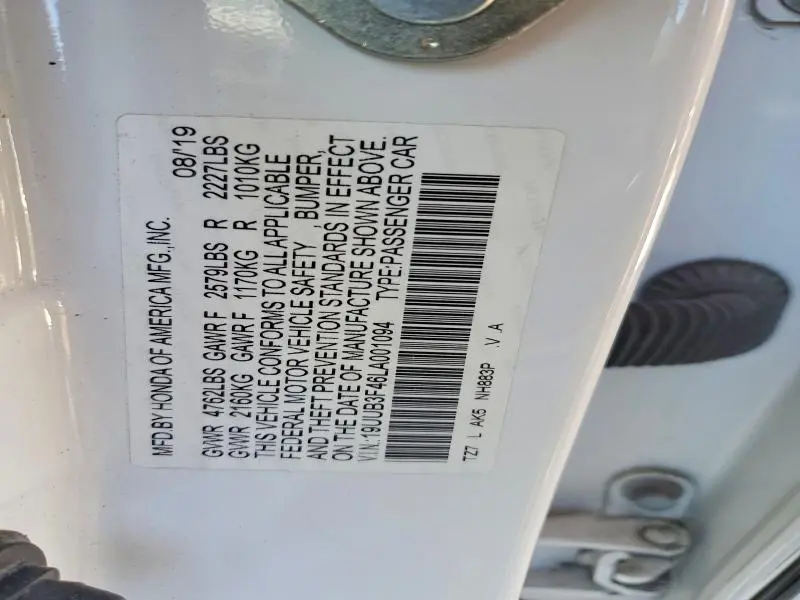 MFD.BY HONDA OF AMERICA MFG.,INC. 08/'19
GVWR 4762LBS GAWR F 2579LBS R 2227LBS
GVWR 2160KG GAWR F 1170KG R 1010KG
THIS VEHICLE CONFORMS TO ALL APPLICABLE
FEDERAL MOTOR VEHICLE SAFETY , BUMPER,
AND THEFT PREVENTION STANDARDS IN EFFECT
ON THE DATE OF MANUFACTURE SHOWN ABOVE.
V.I.N.:19UUB3F46LA001094 TYPE:PASSENGER CAR
TZ7 L AK5 NH883P .V .A